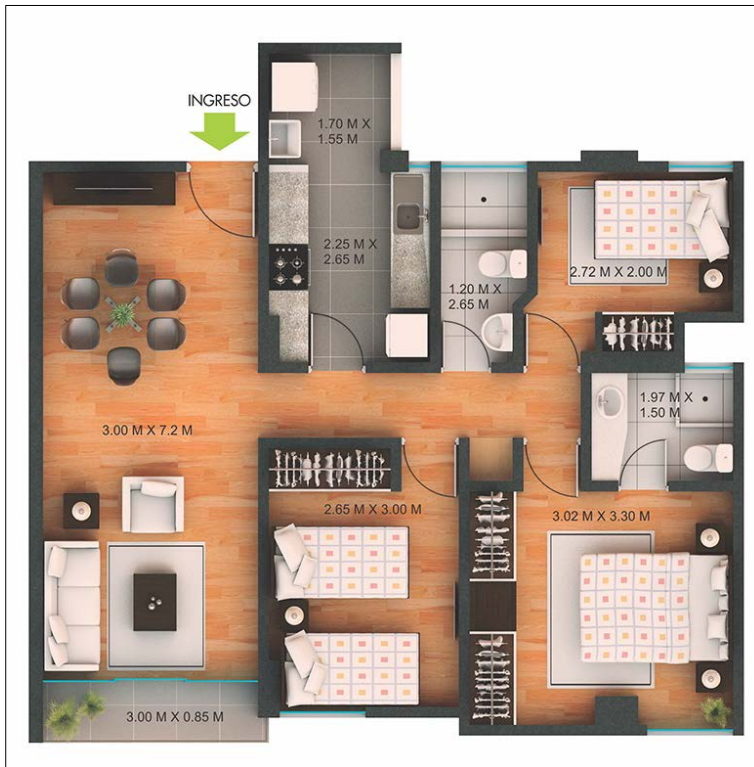 INGRESO
1.70 M X
1.55 M
2.25 M X
2.65 M
1.20 M X
2.65 M
2.72 M X 2.00 M
1.97 M X
1.50 M
3.00 M X 7.2 M
2.65 M X 3.00 M
3.02 M X 3.30 M
3.00 M X 0.85 M